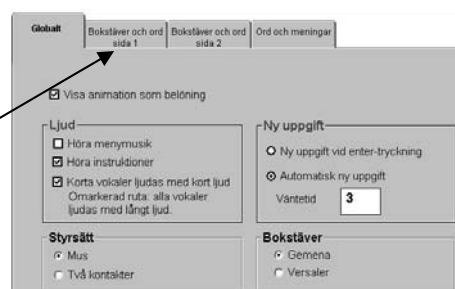 Globalt
Bokstäver och ord
sida 1
Bokstäver och ord
sida 2
Ord och meningar
Visa animation som belöning
Ljud
Höra menymusik
Höra instruktioner
Korta vokaler ljudas med kort ljud
Omarkerad ruta: alla vokaler
ljudas med långt ljud.
Ny uppgift
Ny uppgift vid enter-tryckning
Automatisk ny uppgift
Väntetid 3
Styrsätt
Mus
Två kontakter
Bokstäver
Gemena
Versaler